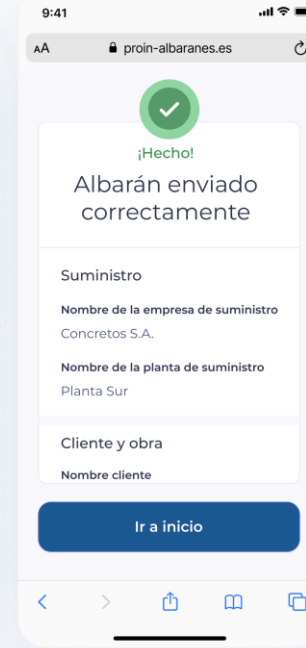 9:41
AA
proin-albaranes.es
¡Hecho!
Albarán enviado
correctamente
Suministro
Nombre de la empresa de suministro
Concretos S.A.
Nombre de la planta de suministro
Planta Sur
Cliente y obra
Nombre cliente
Ir a inicio